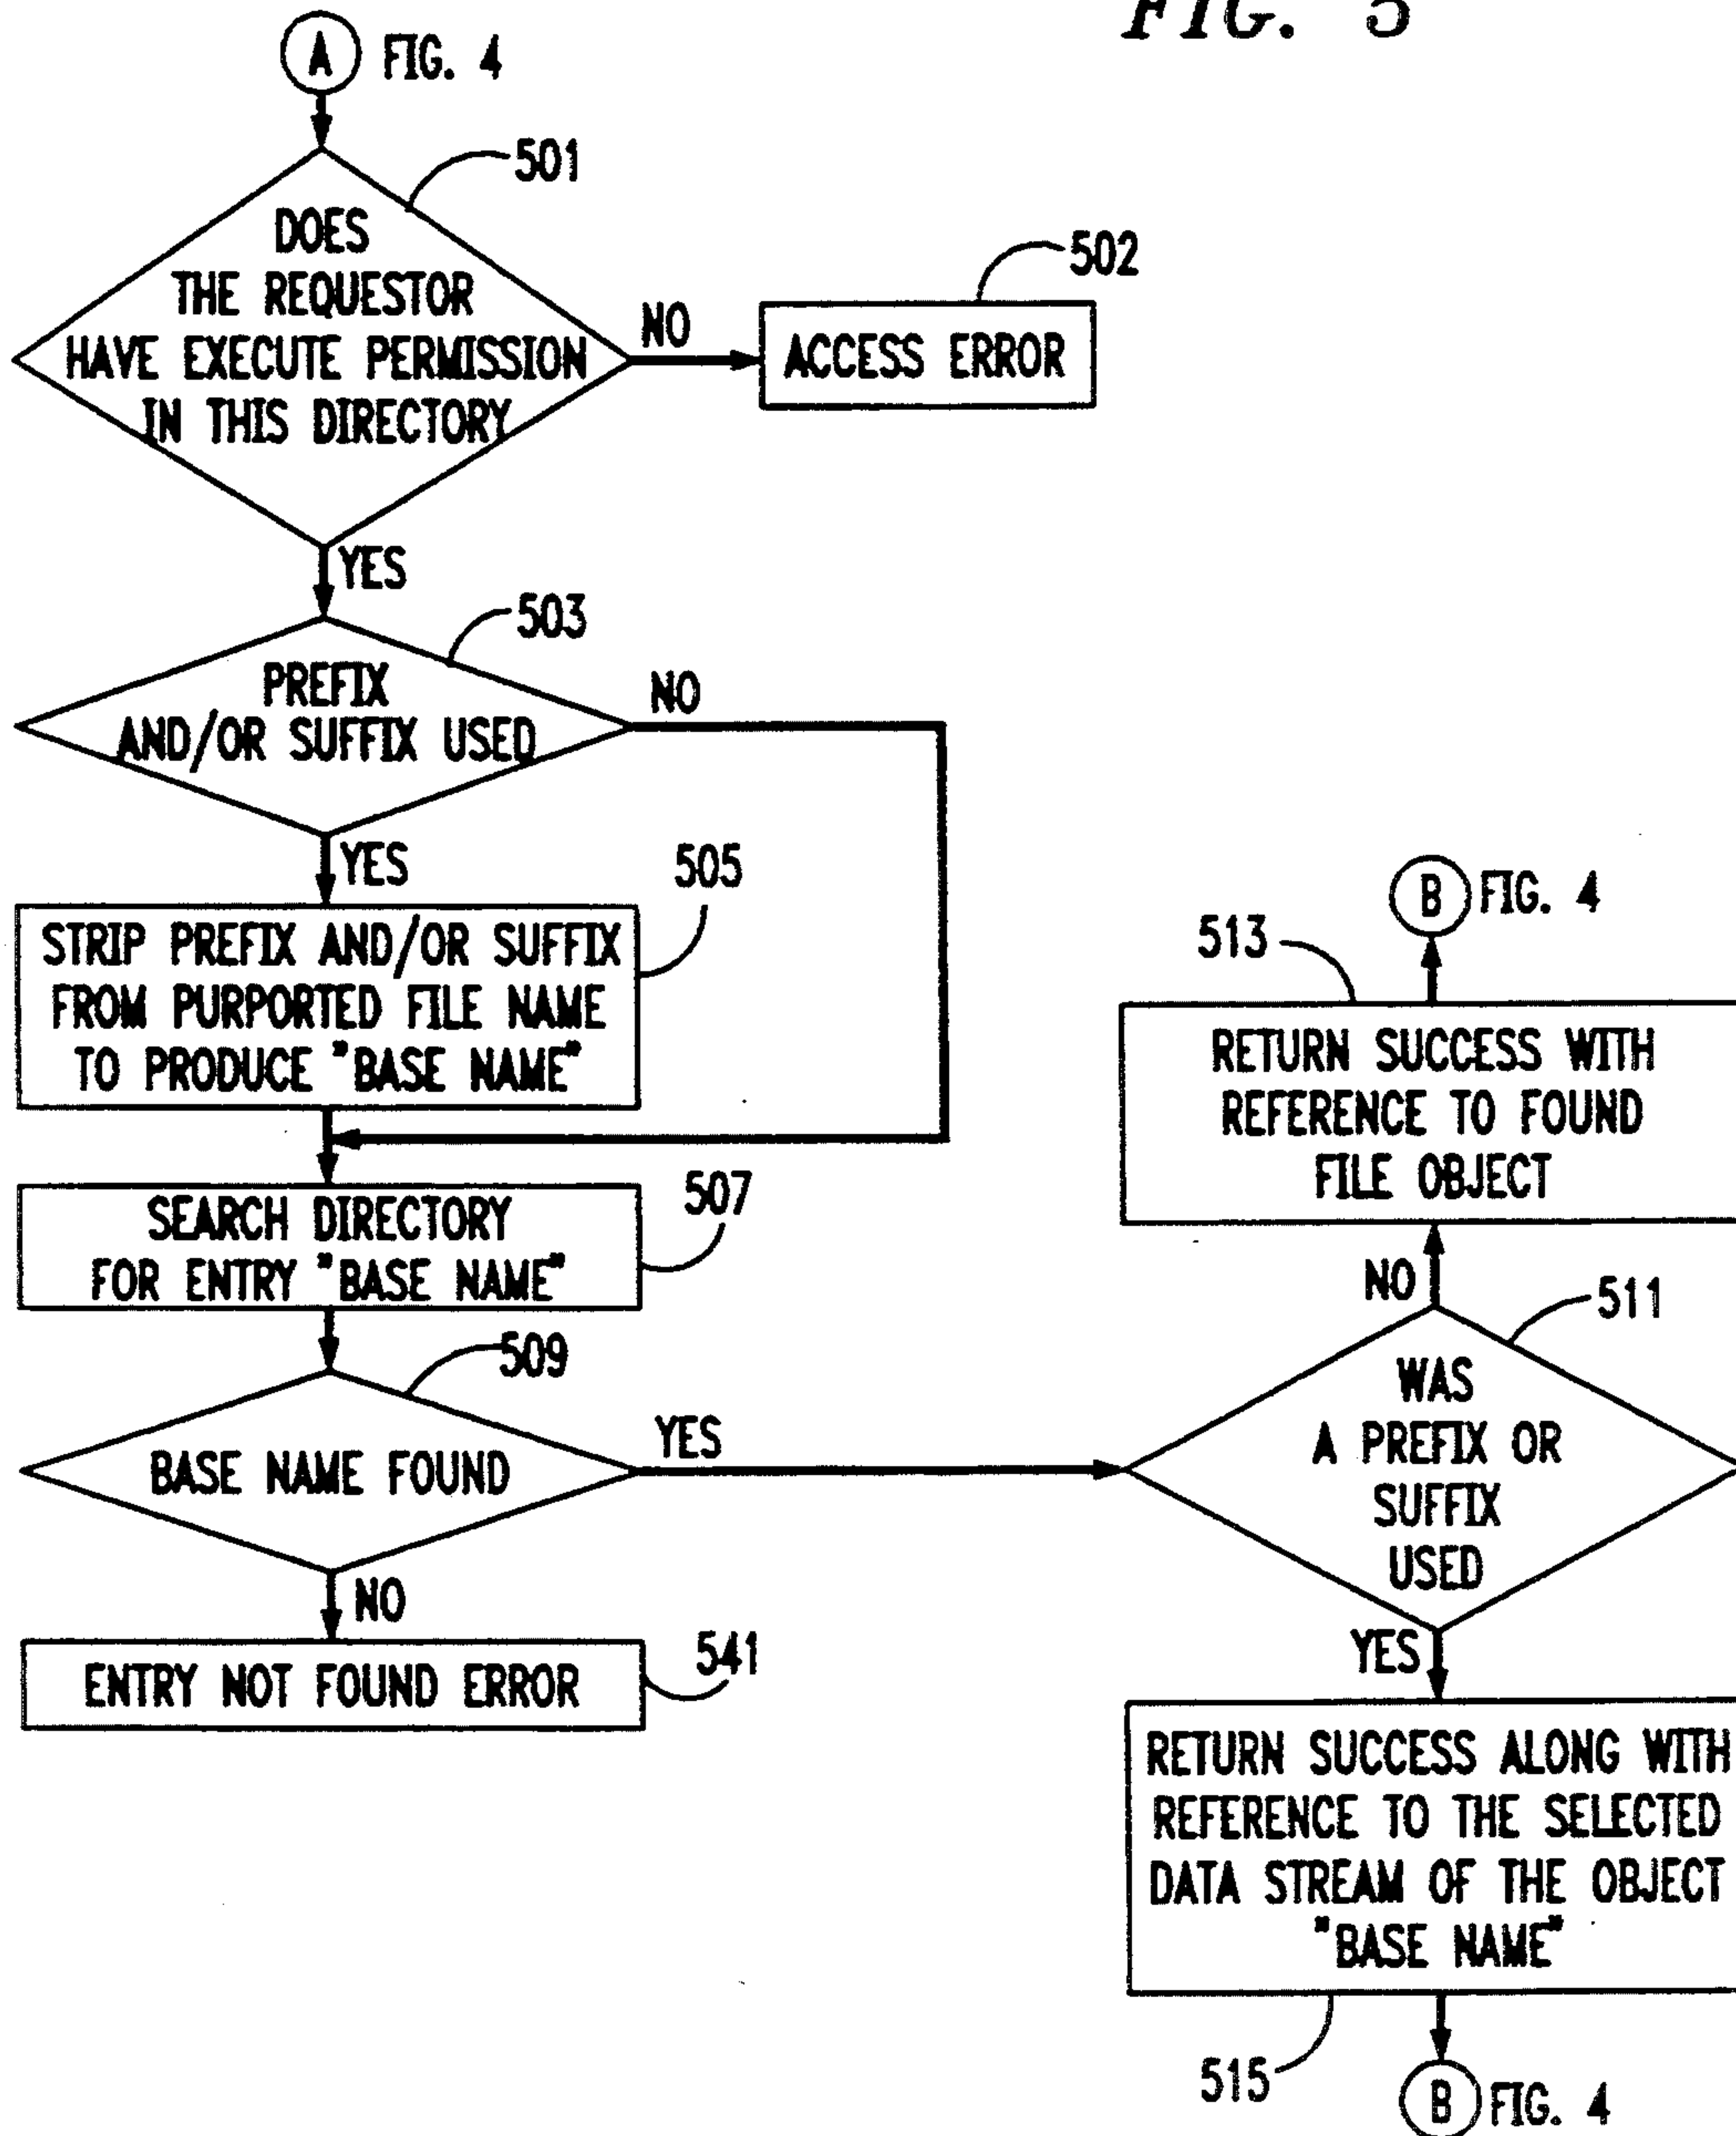 FIG. 5
A FIG. 4
501
DOES
THE REQUESTOR
HAVE EXECUTE PERMISSION
IN THIS DIRECTORY
NO
502
ACCESS ERROR
YES
503
PREFIX
AND/OR SUFFIX USED
NO
YES
505
STRIP PREFIX AND/OR SUFFIX
FROM PURPORTED FILE NAME
TO PRODUCE "BASE NAME"
507
SEARCH DIRECTORY
FOR ENTRY "BASE NAME"
509
BASE NAME FOUND
YES
NO
541
ENTRY NOT FOUND ERROR
B FIG. 4
513
RETURN SUCCESS WITH
REFERENCE TO FOUND
FILE OBJECT
NO
511
WAS
A PREFIX OR
SUFFIX
USED
YES
RETURN SUCCESS ALONG WITH
REFERENCE TO THE SELECTED
DATA STREAM OF THE OBJECT
"BASE NAME"
515
B FIG. 4